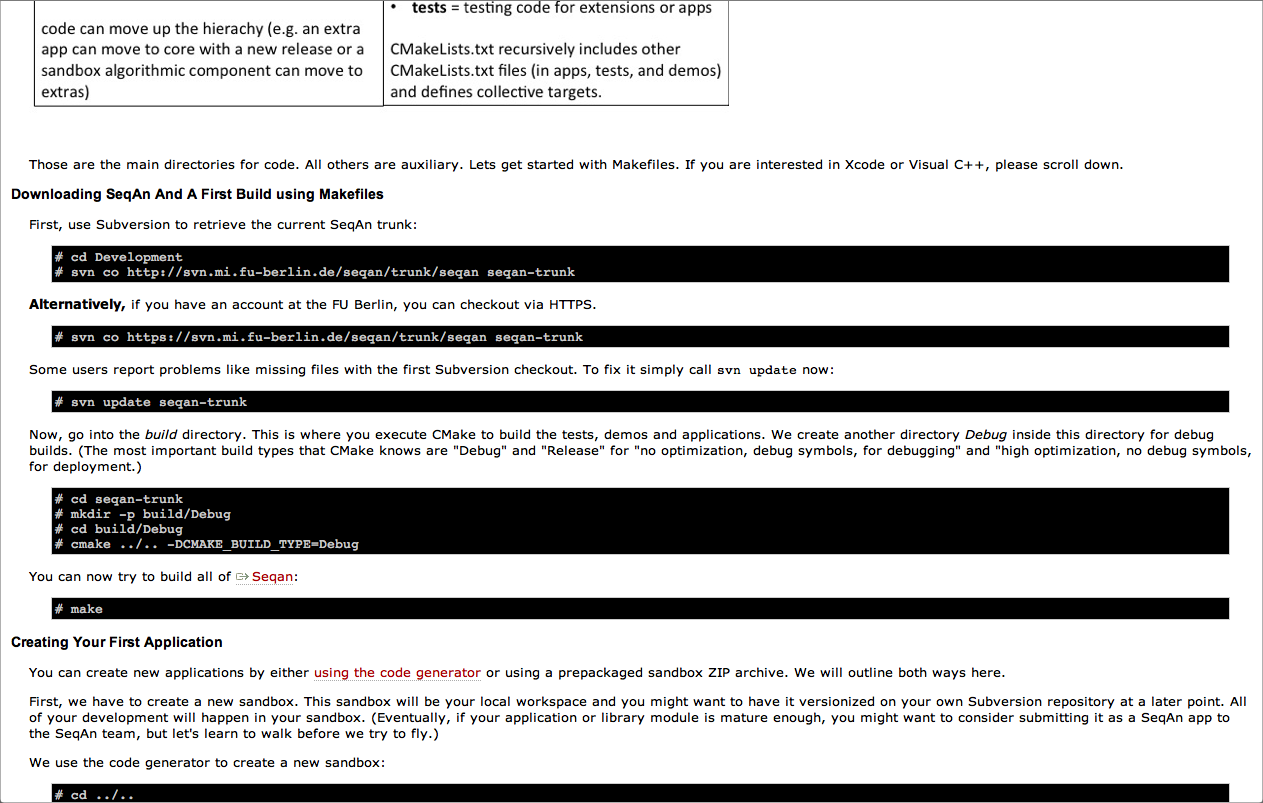 code can move up the hierachy (e.g. an extra
app can move to core with a new release or a
sandbox algorithmic component can move to
extras)
• tests = testing code for extensions or apps
CMakeLists.txt recursively includes other
CMakeLists.txt files (in apps, tests, and demos)
and defines collective targets.
Those are the main directories for code. All others are auxiliary. Lets get started with Makefiles. If you are interested in Xcode or Visual C++, please scroll down.
Downloading SeqAn And A First Build using Makefiles
First, use Subversion to retrieve the current SeqAn trunk:
# cd Development
# svn co http://svn.mi.fu-berlin.de/seqan/trunk/seqan seqan-trunk
Alternatively, if you have an account at the FU Berlin, you can checkout via HTTPS.
# svn co https://svn.mi.fu-berlin.de/seqan/trunk/seqan seqan-trunk
Some users report problems like missing files with the first Subversion checkout. To fix it simply call svn update now:
# svn update seqan-trunk
Now, go into the build directory. This is where you execute CMake to build the tests, demos and applications. We create another directory Debug inside this directory for debug
builds. (The most important build types that CMake knows are "Debug" and "Release" for "no optimization, debug symbols, for debugging" and "high optimization, no debug symbols,
for deployment.)
# cd seqan-trunk
# mkdir -p build/Debug
# cd build/Debug
# cmake ../.. -DCMAKE_BUILD_TYPE=Debug
You can now try to build all of Seqan:
# make
Creating Your First Application
You can create new applications by either using the code generator or using a prepackaged sandbox ZIP archive. We will outline both ways here.
First, we have to create a new sandbox. This sandbox will be your local workspace and you might want to have it versionized on your own Subversion repository at a later point. All
of your development will happen in your sandbox. (Eventually, if your application or library module is mature enough, you might want to consider submitting it as a SeqAn app to
the SeqAn team, but let's learn to walk before we try to fly.)
We use the code generator to create a new sandbox:
# cd ../..